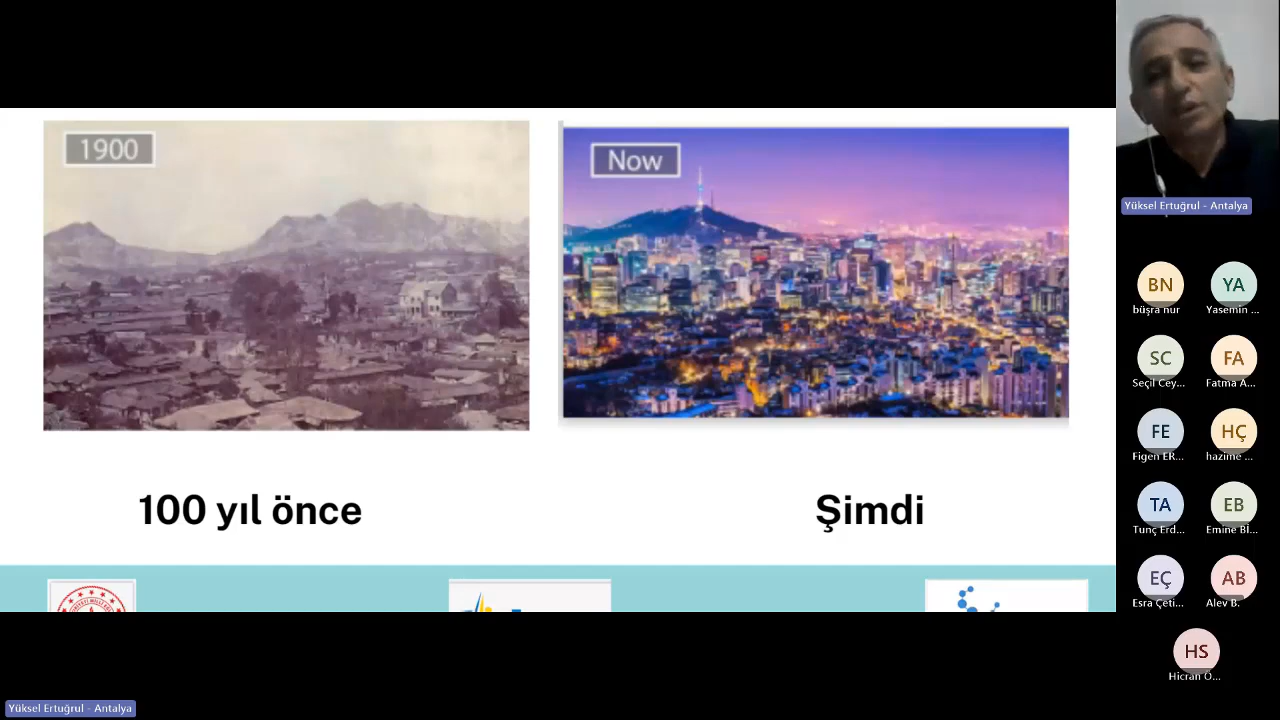 1900
Now
100 yıl önce
Şimdi
Yüksel Ertuğrul - Antalya
BN
YA
büşra nur
Yasemin ...
SC
FA
Seçil Cey...
Fatma A...
FE
HÇ
Figen ER...
hazime ...
TA
EB
Tunç Erd...
Emine Bİ...
EÇ
AB
Esra Çeti...
Alev B.
HS
Hicran Ö...
Yüksel Ertuğrul - Antalya